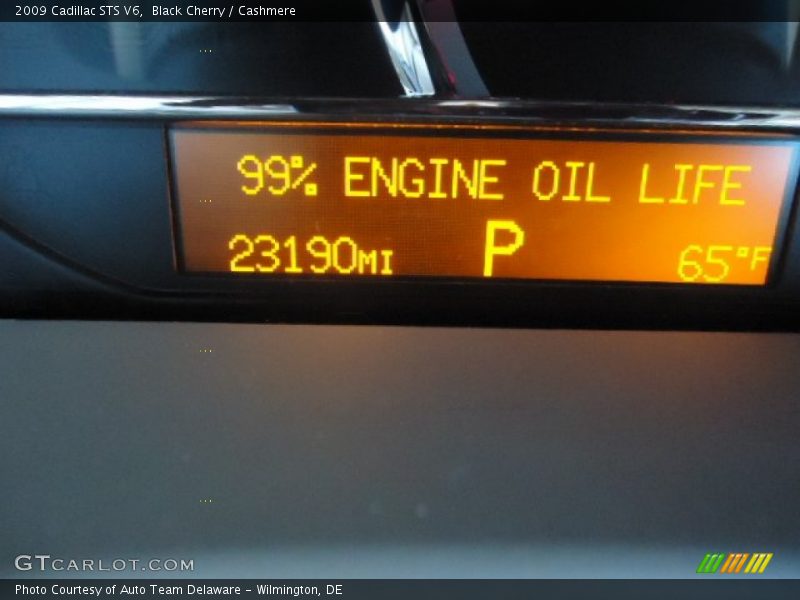 2009 Cadillac STS V6, Black Cherry / Cashmere
...
99% ENGINE OIL LIFE
...
23190MI P 65°F
...
...
GTCARLOT.COM
Photo Courtesy of Auto Team Delaware - Wilmington, DE